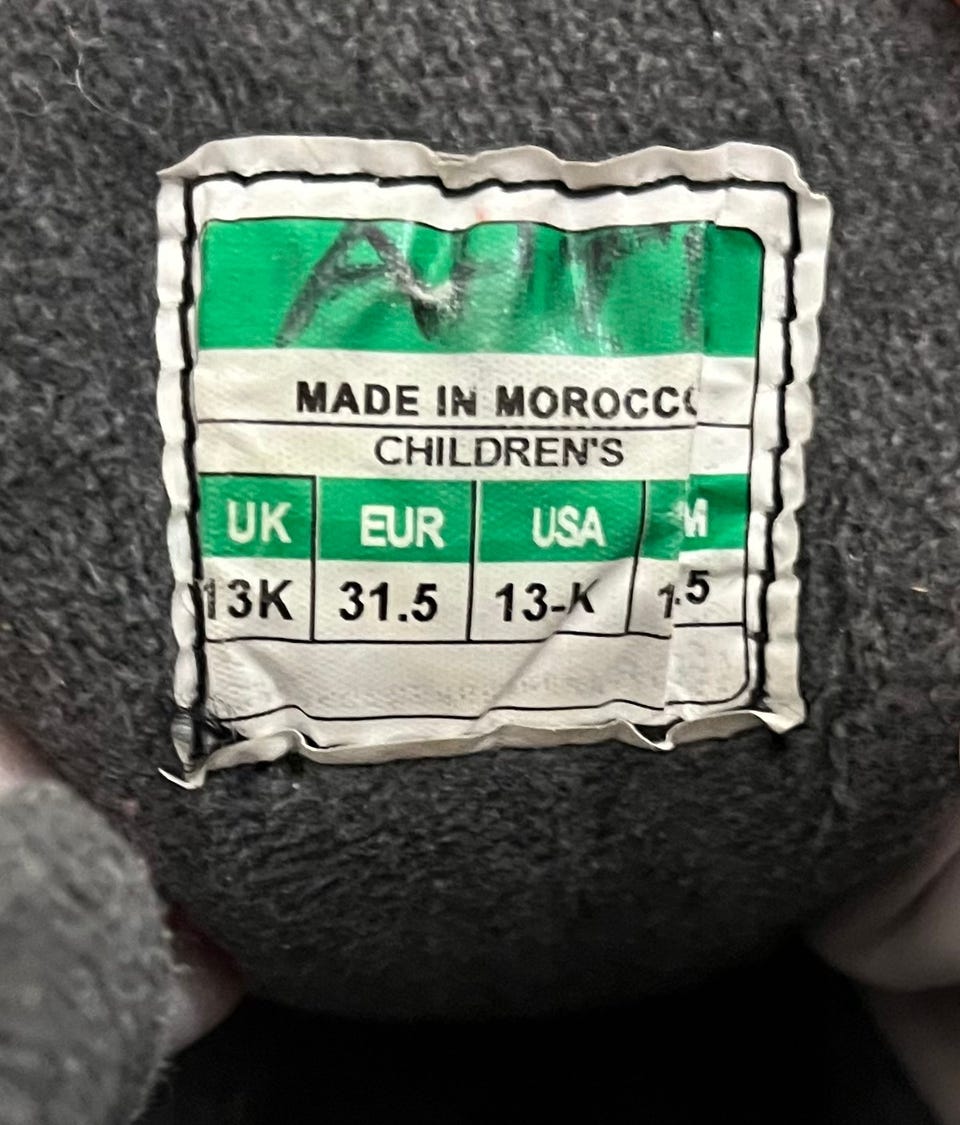 MADE IN MOROCCO
CHILDREN'S
UK EUR USA
13K 31.5 13-K